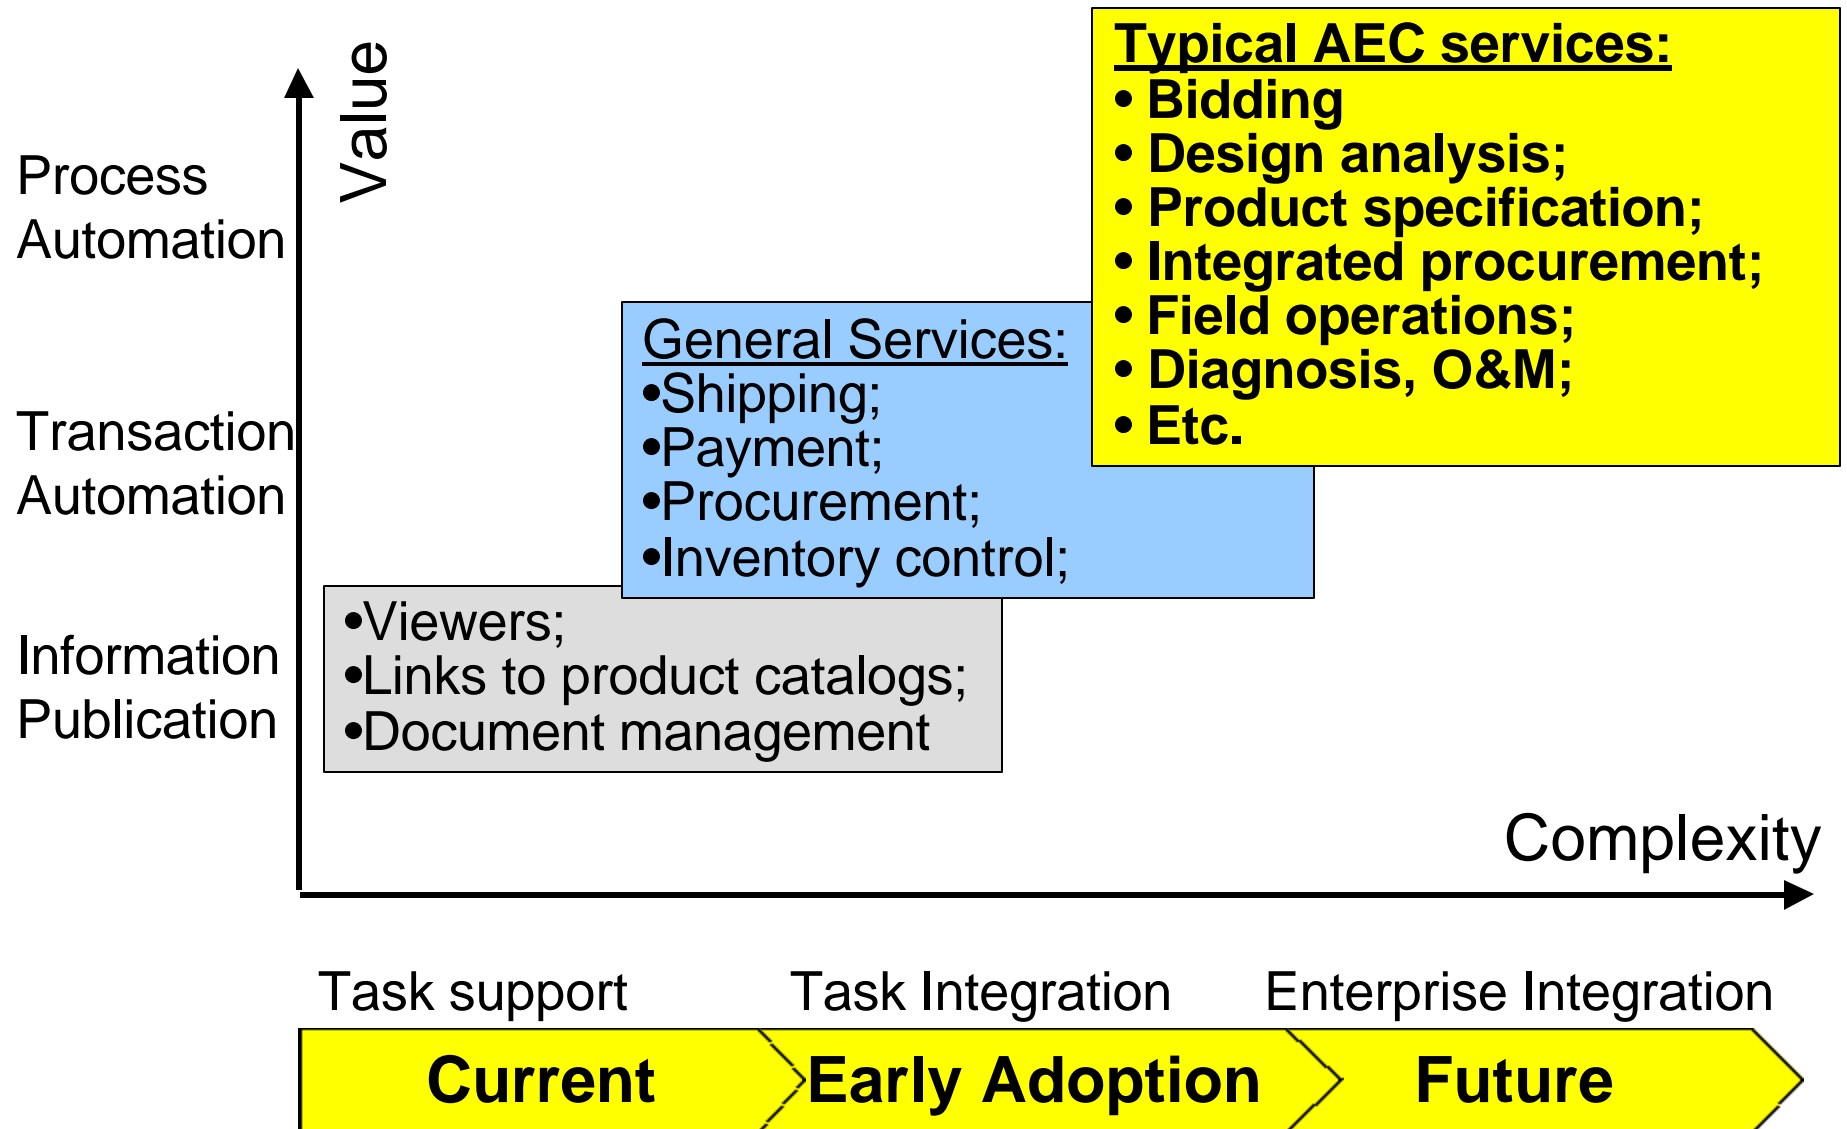 Value
Process
Automation
Transaction
Automation
Information
Publication
Typical AEC services:
• Bidding
• Design analysis;
• Product specification;
• Integrated procurement;
• Field operations;
• Diagnosis, O&M;
• Etc.
General Services:
•Shipping;
•Payment;
•Procurement;
•Inventory control;
•Viewers;
•Links to product catalogs;
•Document management
Complexity
Task support
Task Integration
Enterprise Integration
Current
Early Adoption
Future